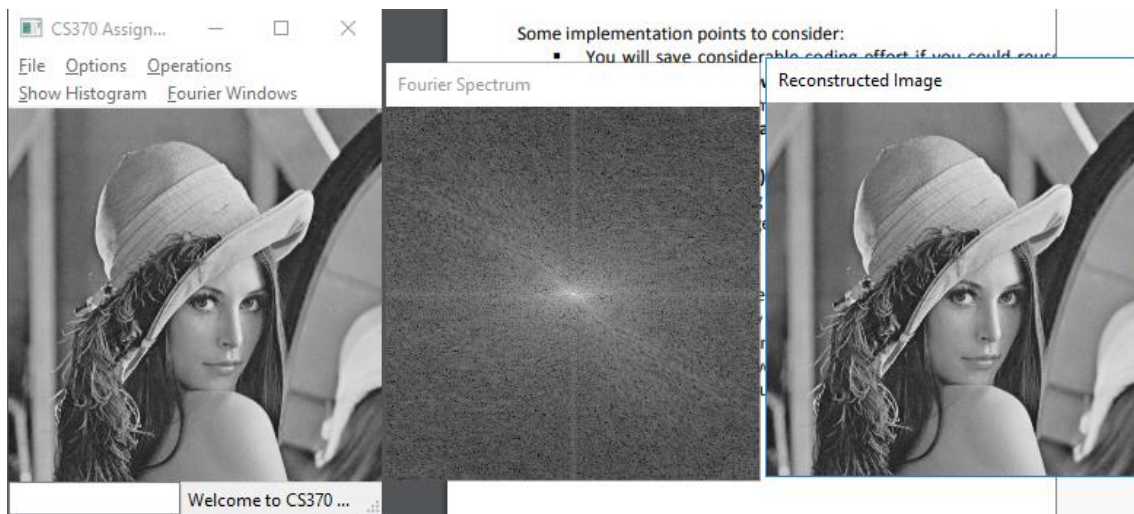 CS370 Assign...
File Options Operations
Show Histogram Fourier Windows
Welcome to CS370 ...
Some implementation points to consider:
You will save considerable coding effort if you could reuse
Fourier Spectrum
Reconstructed Image